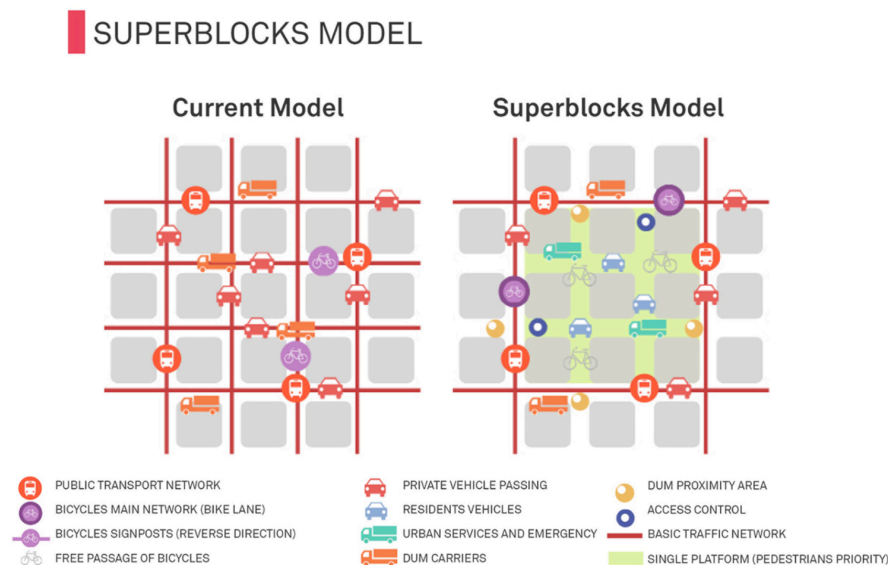 SUPERBLOCKS MODEL
Current Model
Superblocks Model
PUBLIC TRANSPORT NETWORK
BICYCLES MAIN NETWORK (BIKE LANE)
BICYCLES SIGNPOSTS (REVERSE DIRECTION)
FREE PASSAGE OF BICYCLES
PRIVATE VEHICLE PASSING
RESIDENTS VEHICLES
URBAN SERVICES AND EMERGENCY
DUM CARRIERS
DUM PROXIMITY AREA
ACCESS CONTROL
BASIC TRAFFIC NETWORK
SINGLE PLATFORM (PEDESTRIANS PRIORITY)